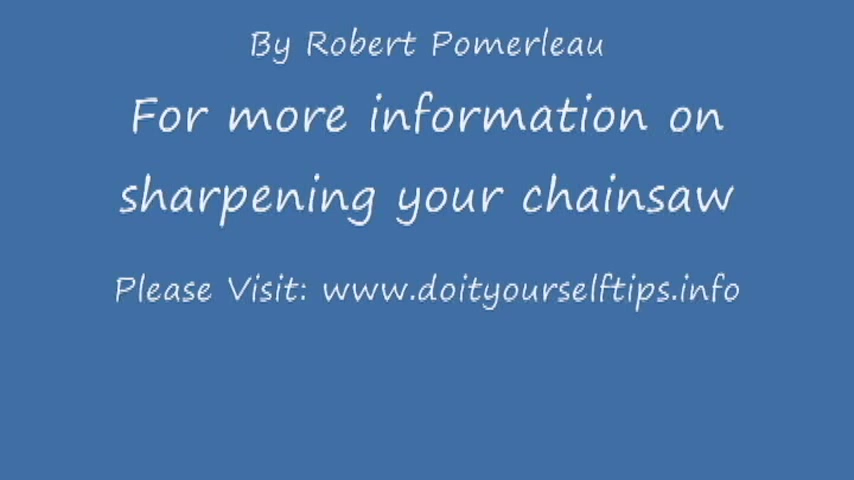 By Robert Pomerleau
For more information on
sharpening your chainsaw
Please Visit: www.doityourselftips.info